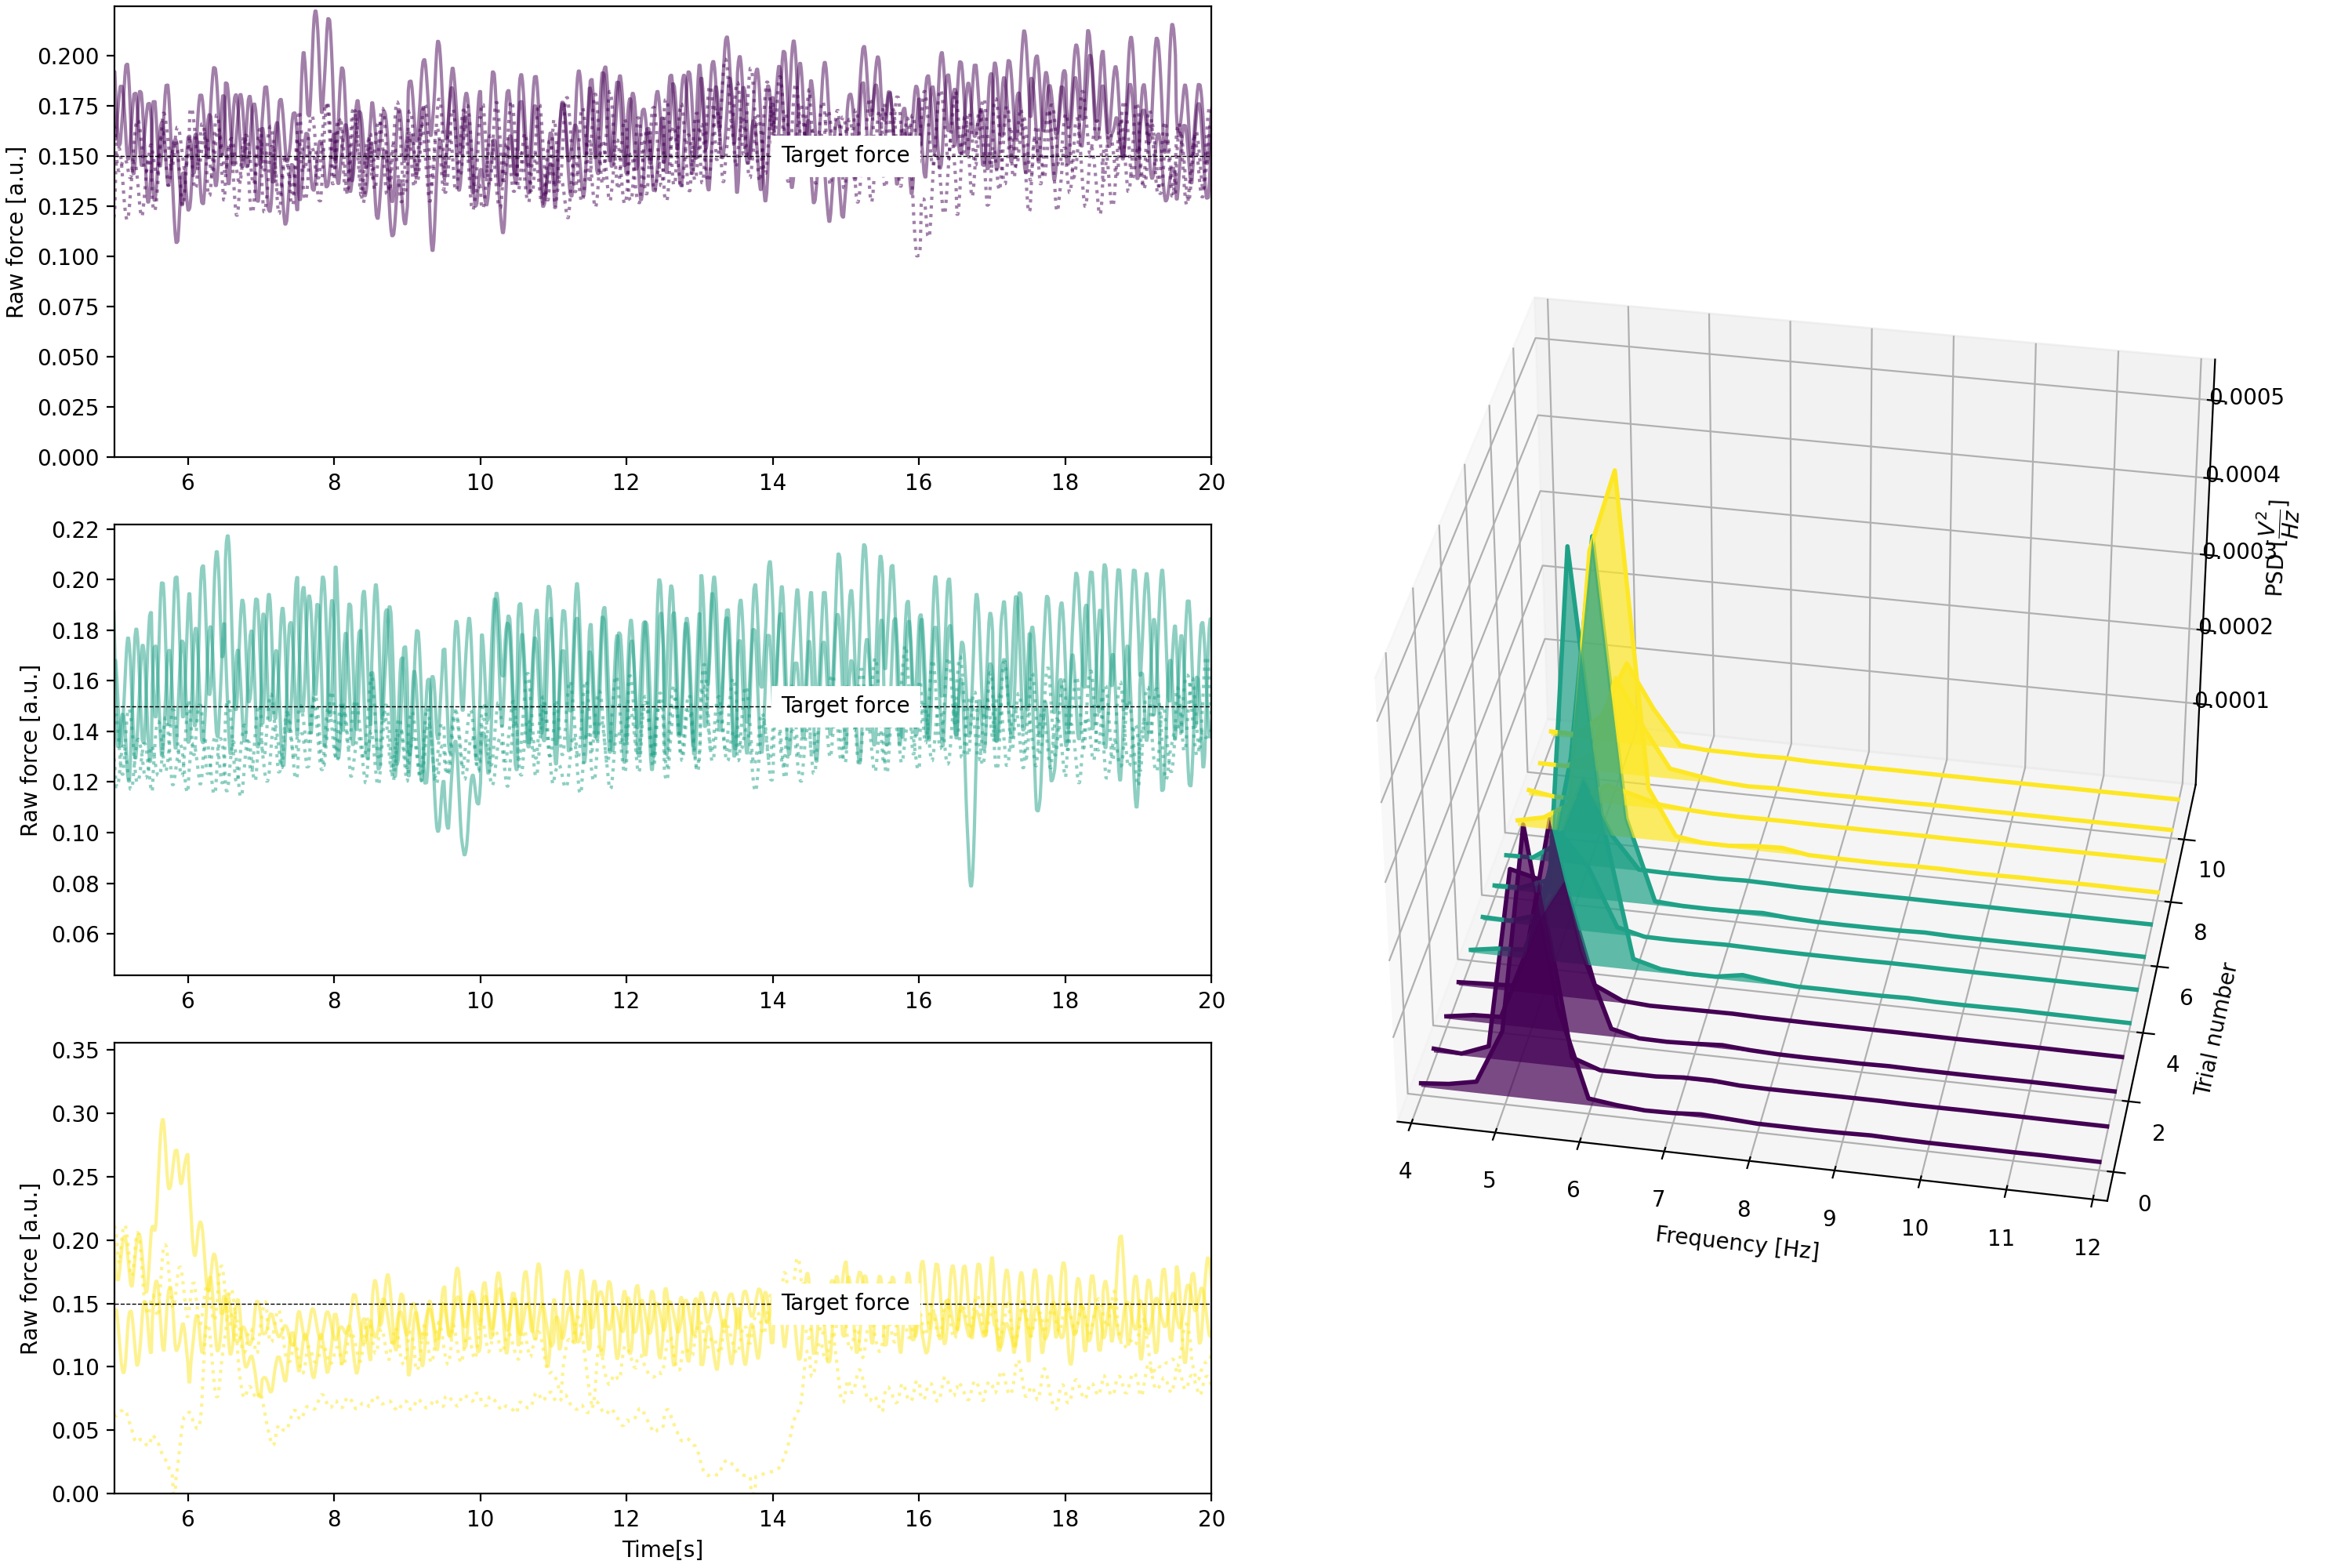 0.200
0.175
0.150
0.125
0.100
0.075
0.050
0.025
0.000
Raw force [a.u.]
Target force
6 8 10 12 14 16 18 20
0.22
0.20
0.18
0.16
0.14
0.12
0.10
0.08
0.06
Raw force [a.u.]
Target force
6 8 10 12 14 16 18 20
0.35
0.30
0.25
0.20
0.15
0.10
0.05
0.00
Raw force [a.u.]
Target force
6 8 10 12 14 16 18 20
Time[s]
0.0005
0.0004
0.0003
0.0002
0.0001
PSD [V²/Hz]
10
8
6
4
2
0
Trial number
4 5 6 7 8 9 10 11 12
Frequency [Hz]